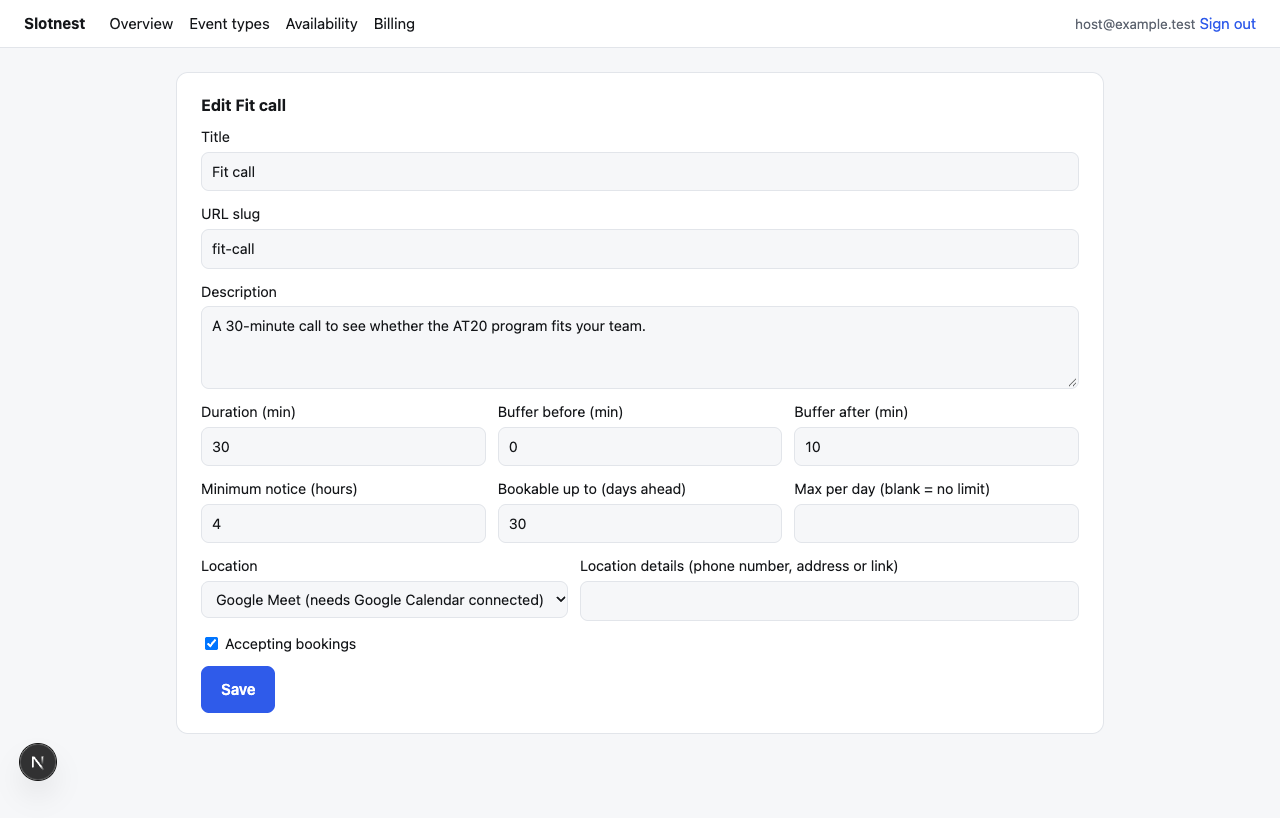 Slotnest Overview Event types Availability Billing host@example.test Sign out
Edit Fit call
Title
Fit call
URL slug
fit-call
Description
A 30-minute call to see whether the AT20 program fits your team.
Duration (min) Buffer before (min) Buffer after (min)
30 0 10
Minimum notice (hours) Bookable up to (days ahead) Max per day (blank = no limit)
4 30
Location Location details (phone number, address or link)
Google Meet (needs Google Calendar connected)
Accepting bookings
Save
N